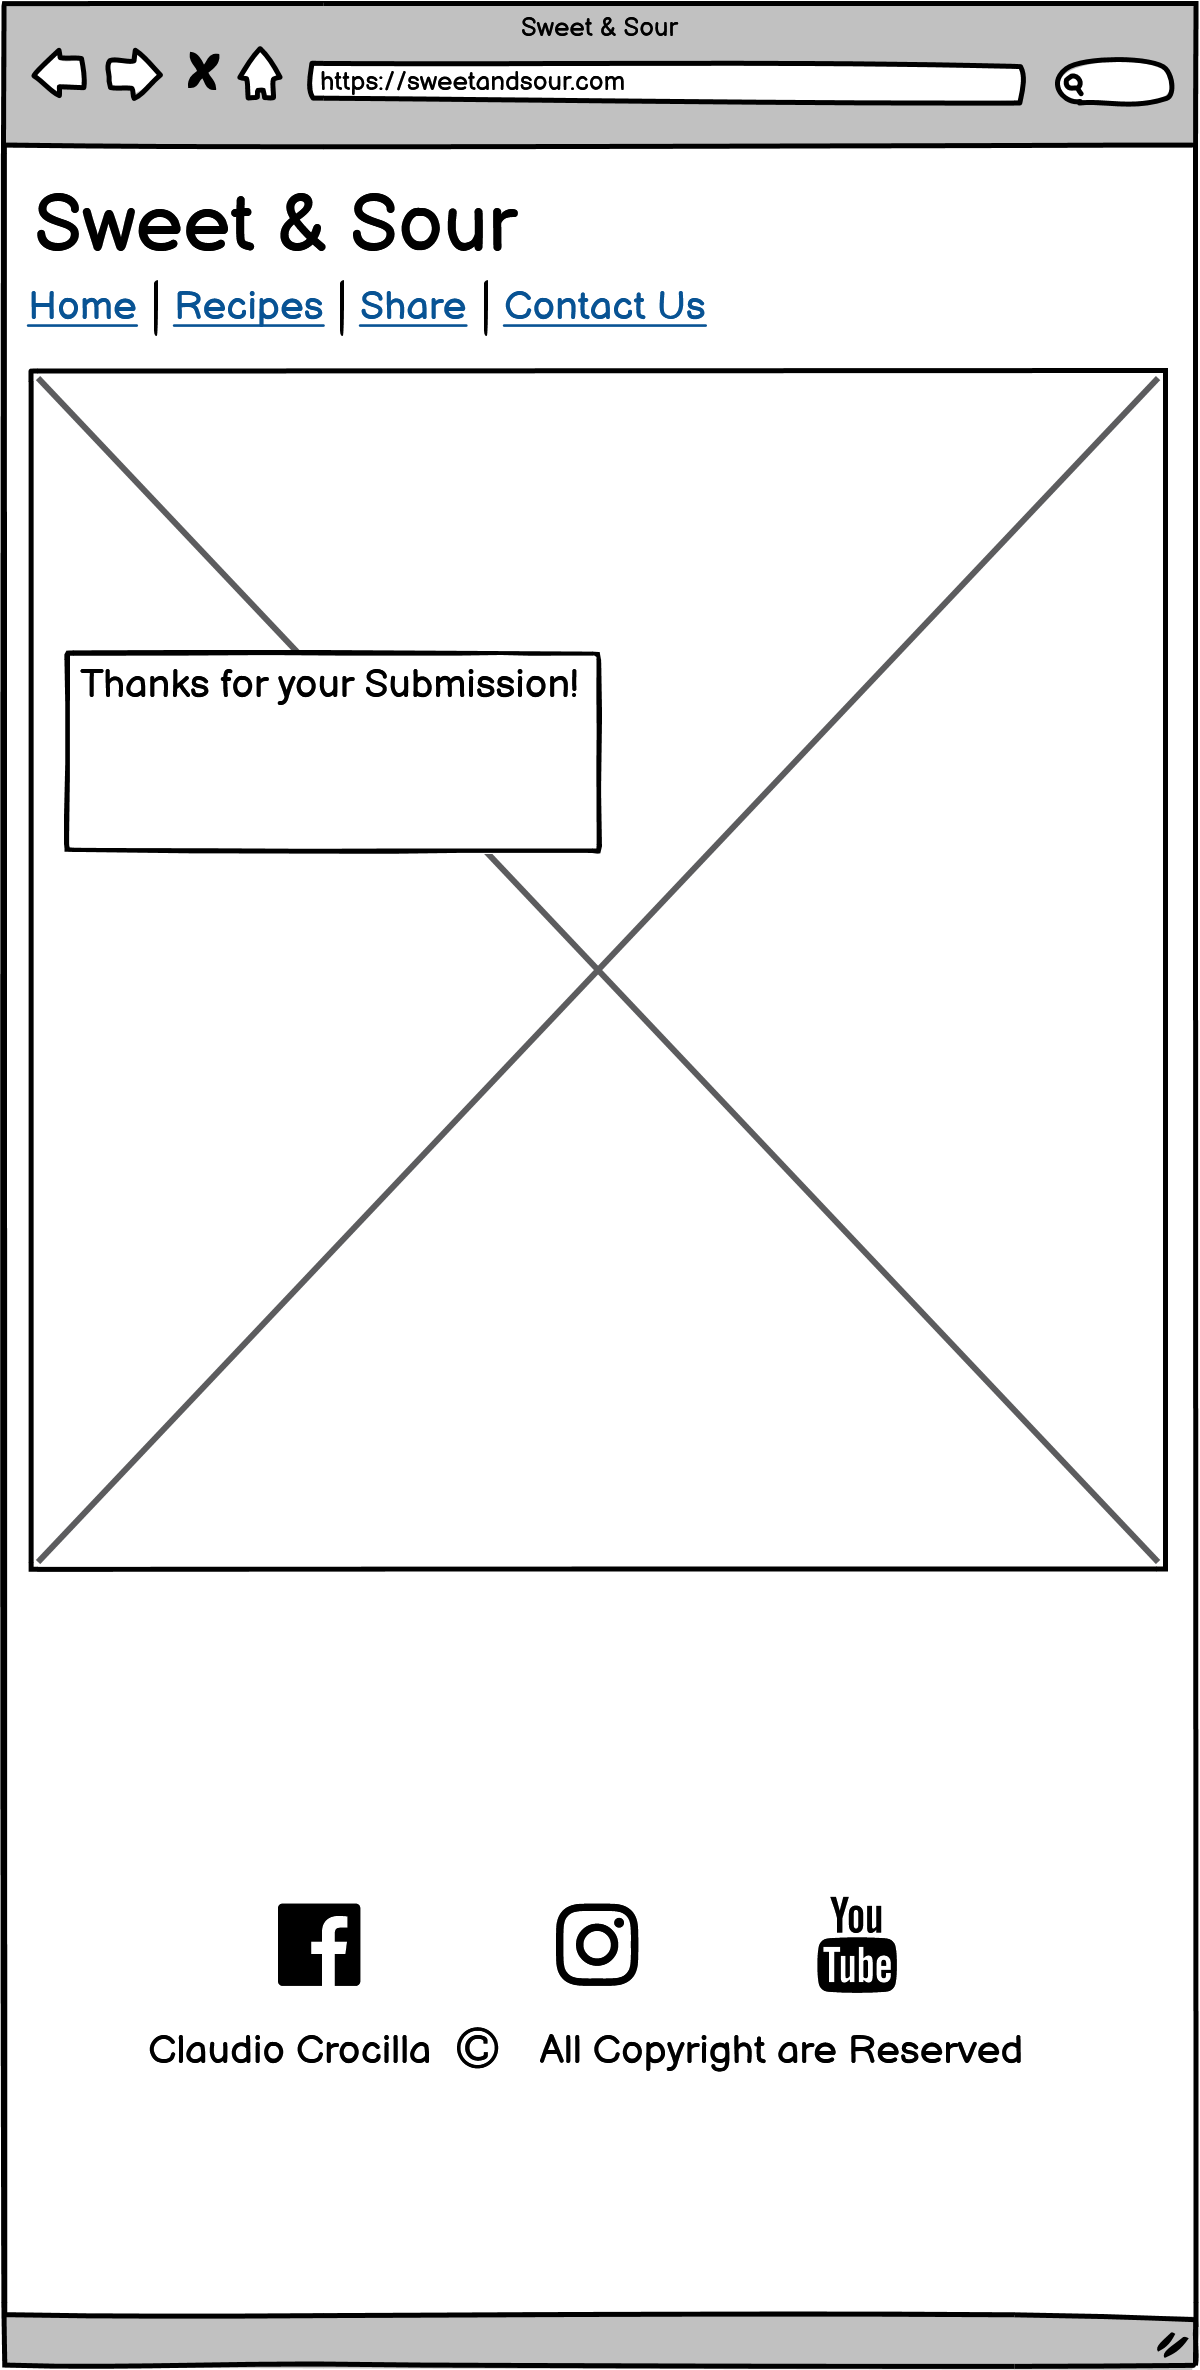 Sweet & Sour
https://sweetandsour.com
Sweet & Sour
Home | Recipes | Share | Contact Us
Thanks for your Submission!
You
Tube
Claudio Crocilla © All Copyright are Reserved